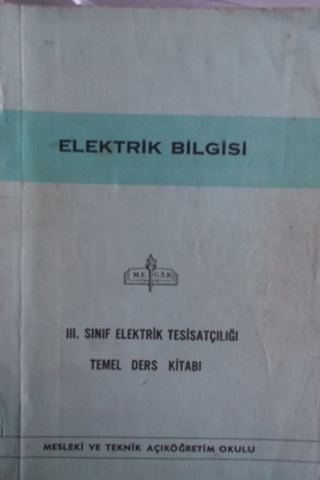 ELEKTRİK BİLGİSİ
M.E. G.S.B
III. SINIF ELEKTRİK TESİSATÇILIĞI
TEMEL DERS KİTABI
MESLEKİ VE TEKNİK AÇIKÖĞRETİM OKULU